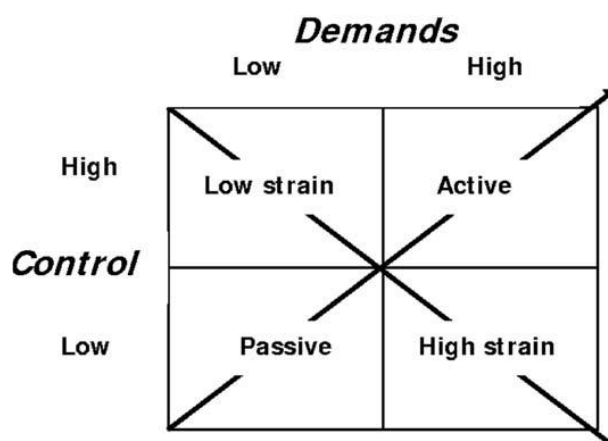 Demands
Low High
High
Low strain Active
Control
Low
Passive High strain